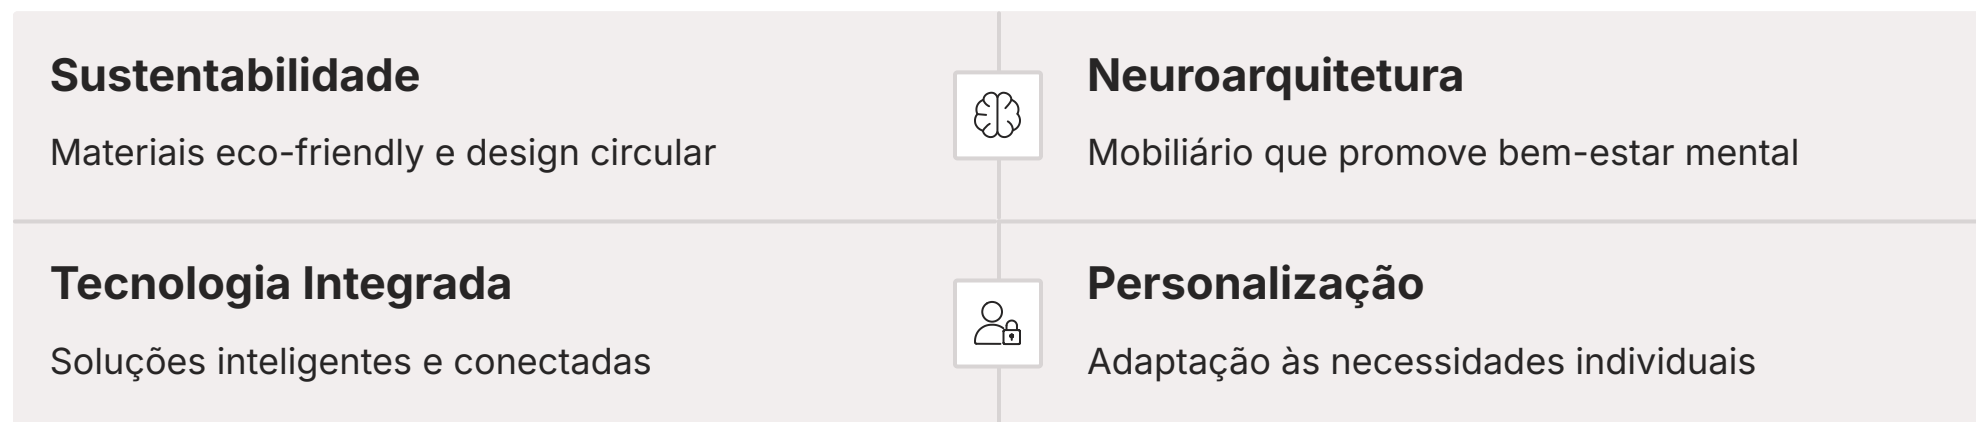 Sustentabilidade
Materiais eco-friendly e design circular
Neuroarquitetura
Mobiliário que promove bem-estar mental
Tecnologia Integrada
Soluções inteligentes e conectadas
Personalização
Adaptação às necessidades individuais